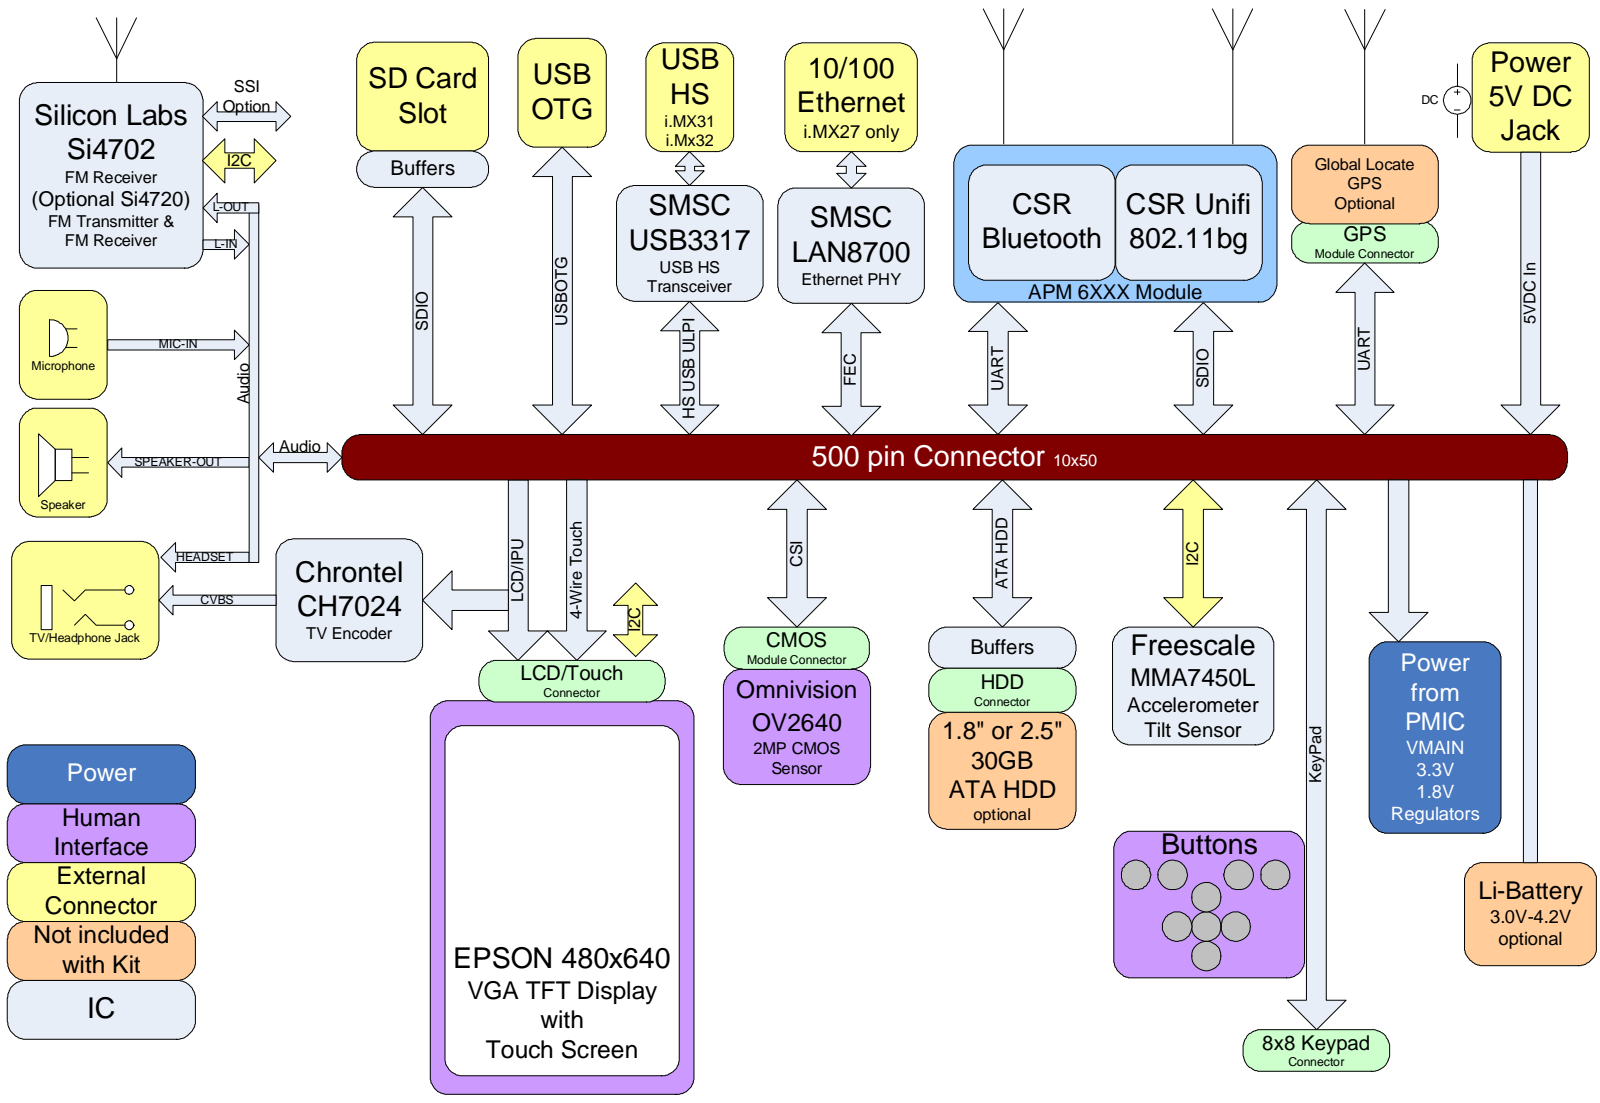 SSI
Option
Silicon Labs
Si4702
FM Receiver
(Optional Si4720)
FM Transmitter &
FM Receiver
I2C
L-OUT
L-IN
SD Card
Slot
Buffers
SDIO
USB
OTG
USBOTG
USB
HS
i.MX31
i.Mx32
SMSC
USB3317
USB HS
Transceiver
HS USB ULPI
10/100
Ethernet
i.MX27 only
SMSC
LAN8700
Ethernet PHY
FEC
CSR
Bluetooth
CSR Unifi
802.11bg
APM 6XXX Module
UART
SDIO
Global Locate
GPS
Optional
GPS
Module Connector
UART
DC
Power
5V DC
Jack
5VDC In
Microphone
MIC-IN
Audio
Speaker
SPEAKER-OUT
Audio
500 pin Connector 10x50
TV/Headphone Jack
HEADSET
CVBS
Chrontel
CH7024
TV Encoder
LCD/IPU
4-Wire Touch
I2C
LCD/Touch
Connector
EPSON 480x640
VGA TFT Display
with
Touch Screen
CSI
CMOS
Module Connector
Omnivision
OV2640
2MP CMOS
Sensor
ATA HDD
Buffers
HDD
Connector
1.8" or 2.5"
30GB
ATA HDD
optional
I2C
Freescale
MMA7450L
Accelerometer
Tilt Sensor
Buttons
KeyPad
8x8 Keypad
Connector
Power
from
PMIC
VMAIN
3.3V
1.8V
Regulators
Li-Battery
3.0V-4.2V
optional
Power
Human
Interface
External
Connector
Not included
with Kit
IC